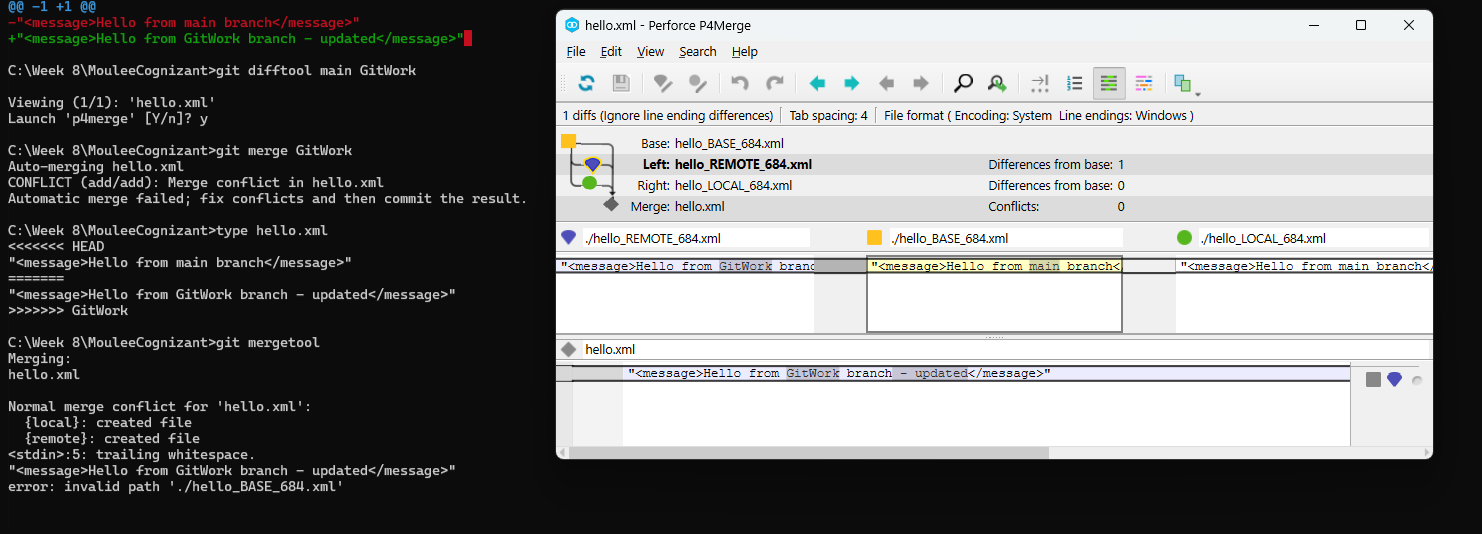 @@ -1 +1 @@
-"<message>Hello from main branch</message>"
+"<message>Hello from GitWork branch - updated</message>"
C:\Week 8\MouleeCognizant>git difftool main GitWork
Viewing (1/1): 'hello.xml'
Launch 'p4merge' [Y/n]? y
C:\Week 8\MouleeCognizant>git merge GitWork
Auto-merging hello.xml
CONFLICT (add/add): Merge conflict in hello.xml
Automatic merge failed; fix conflicts and then commit the result.
C:\Week 8\MouleeCognizant>type hello.xml
<<<<<<< HEAD
"<message>Hello from main branch</message>"
=======
"<message>Hello from GitWork branch - updated</message>"
>>>>>>> GitWork
C:\Week 8\MouleeCognizant>git mergetool
Merging:
hello.xml
Normal merge conflict for 'hello.xml':
{local}: created file
{remote}: created file
<stdin>:5: trailing whitespace.
"<message>Hello from GitWork branch - updated</message>"
error: invalid path './hello_BASE_684.xml'
hello.xml - Perforce P4Merge
File Edit View Search Help
1 diffs (Ignore line ending differences) Tab spacing: 4 File format ( Encoding: System Line endings: Windows )
Base: hello_BASE_684.xml
Left: hello_REMOTE_684.xml Differences from base: 1
Right: hello_LOCAL_684.xml Differences from base: 0
Merge: hello.xml Conflicts: 0
./hello_REMOTE_684.xml ./hello_BASE_684.xml ./hello_LOCAL_684.xml
"<message>Hello from GitWork branc "<message>Hello from main branch</ "<message>Hello from main branch</
hello.xml
"<message>Hello from GitWork branch - updated</message>"